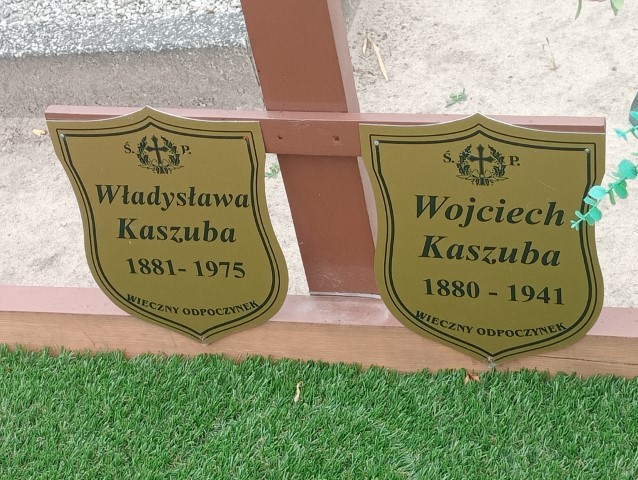 Ś. P.
Władysława
Kaszuba
1881- 1975
WIECZNY ODPOCZYNEK
Ś. P.
Wojciech
Kaszuba
1880 - 1941
WIECZNY ODPOCZYNEK